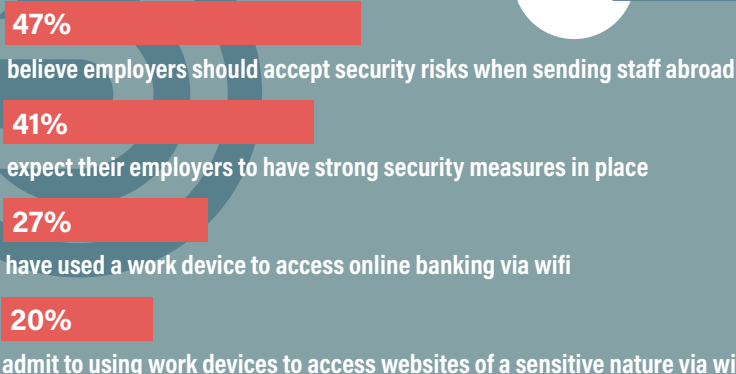 47%
believe employers should accept security risks when sending staff abroad
41%
expect their employers to have strong security measures in place
27%
have used a work device to access online banking via wifi
20%
admit to using work devices to access websites of a sensitive nature via